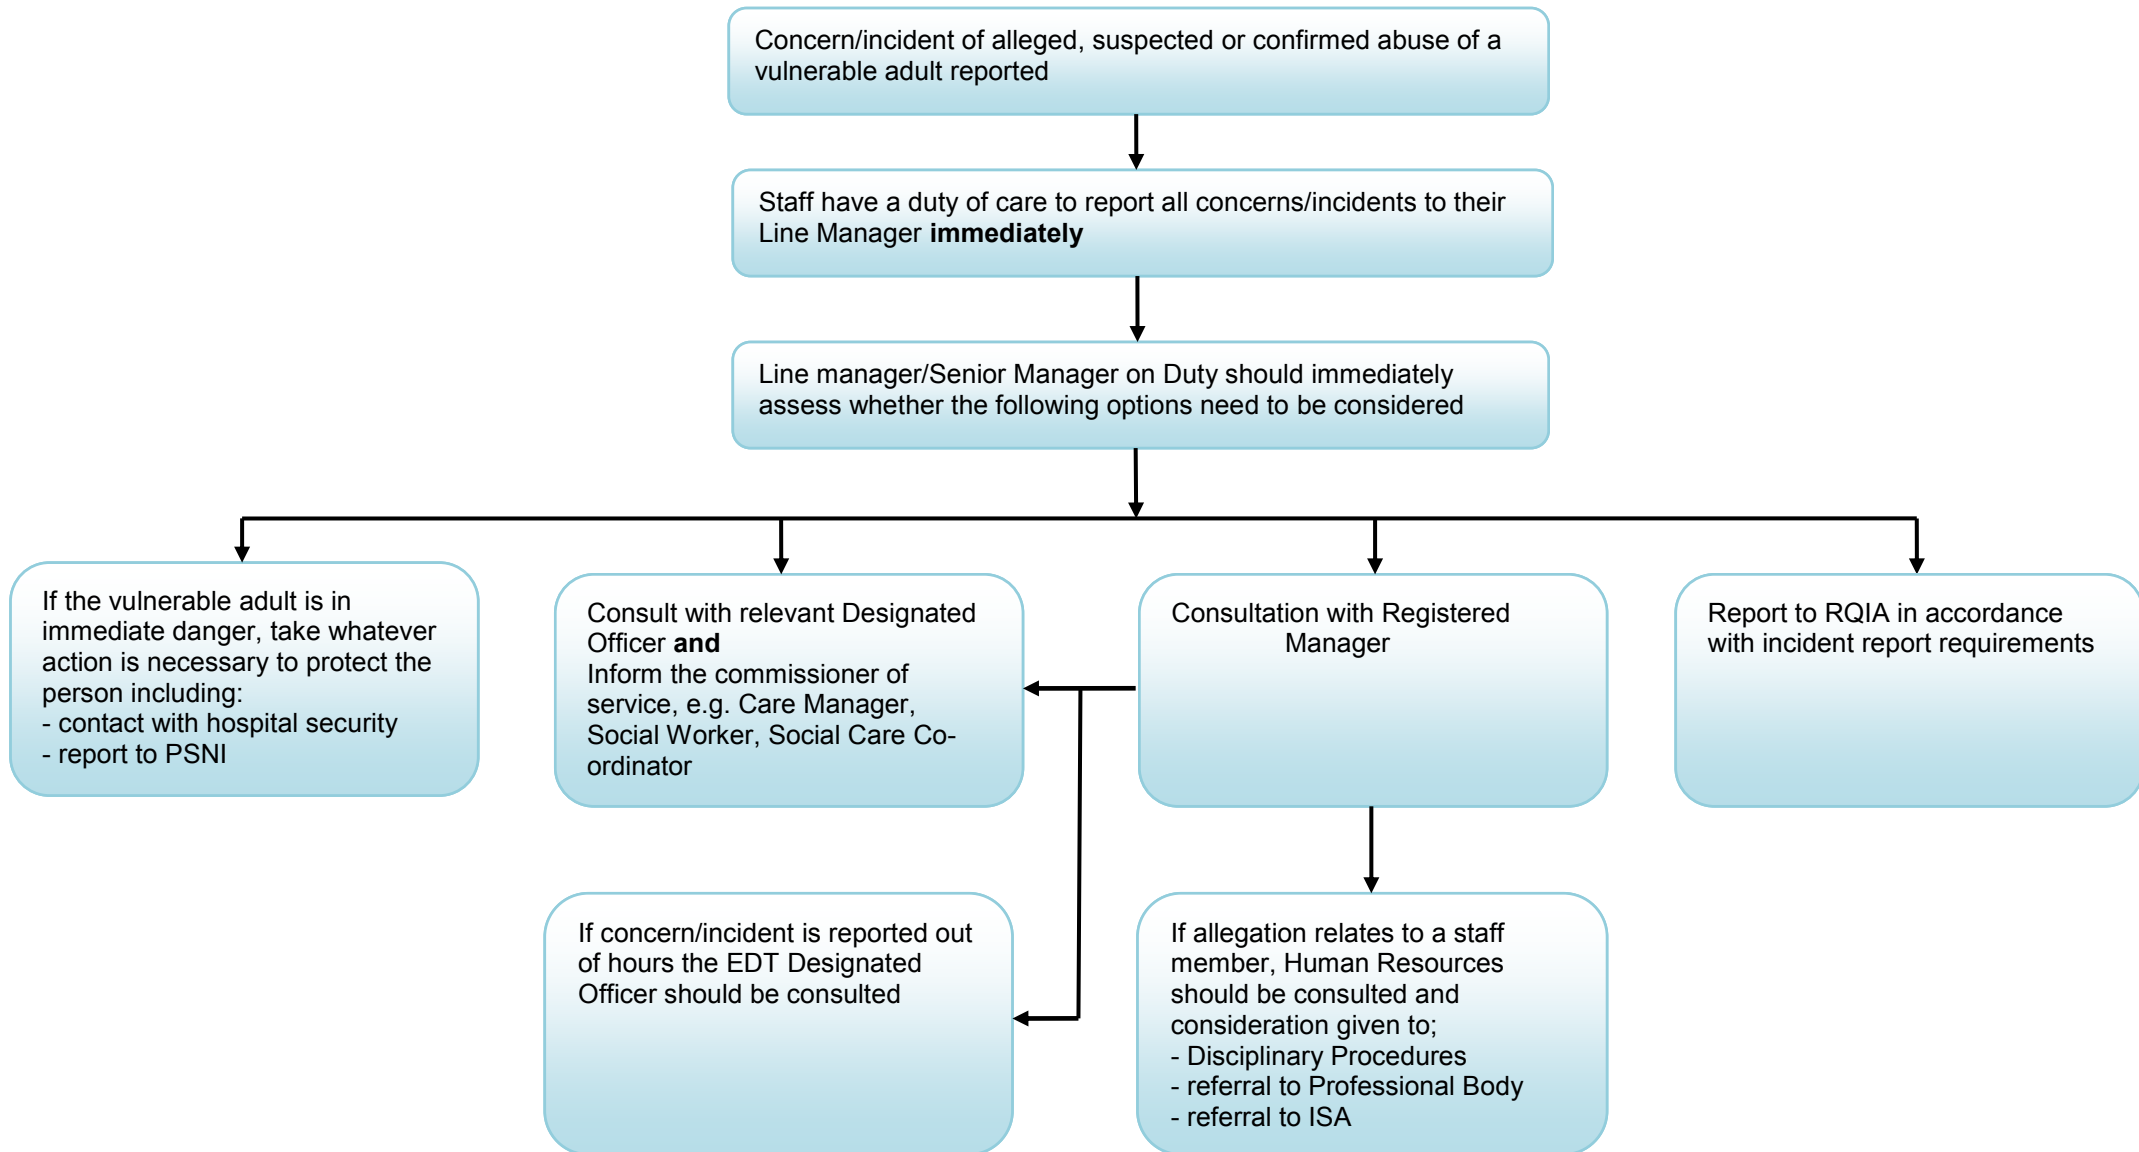 Concern/incident of alleged, suspected or confirmed abuse of a
vulnerable adult reported
Staff have a duty of care to report all concerns/incidents to their
Line Manager immediately
Line manager/Senior Manager on Duty should immediately
assess whether the following options need to be considered
If the vulnerable adult is in
immediate danger, take whatever
action is necessary to protect the
person including:
- contact with hospital security
- report to PSNI
Consult with relevant Designated
Officer and
Inform the commissioner of
service, e.g. Care Manager,
Social Worker, Social Care Co-
ordinator
Consultation with Registered
Manager
Report to RQIA in accordance
with incident report requirements
If concern/incident is reported out
of hours the EDT Designated
Officer should be consulted
If allegation relates to a staff
member, Human Resources
should be consulted and
consideration given to;
- Disciplinary Procedures
- referral to Professional Body
- referral to ISA